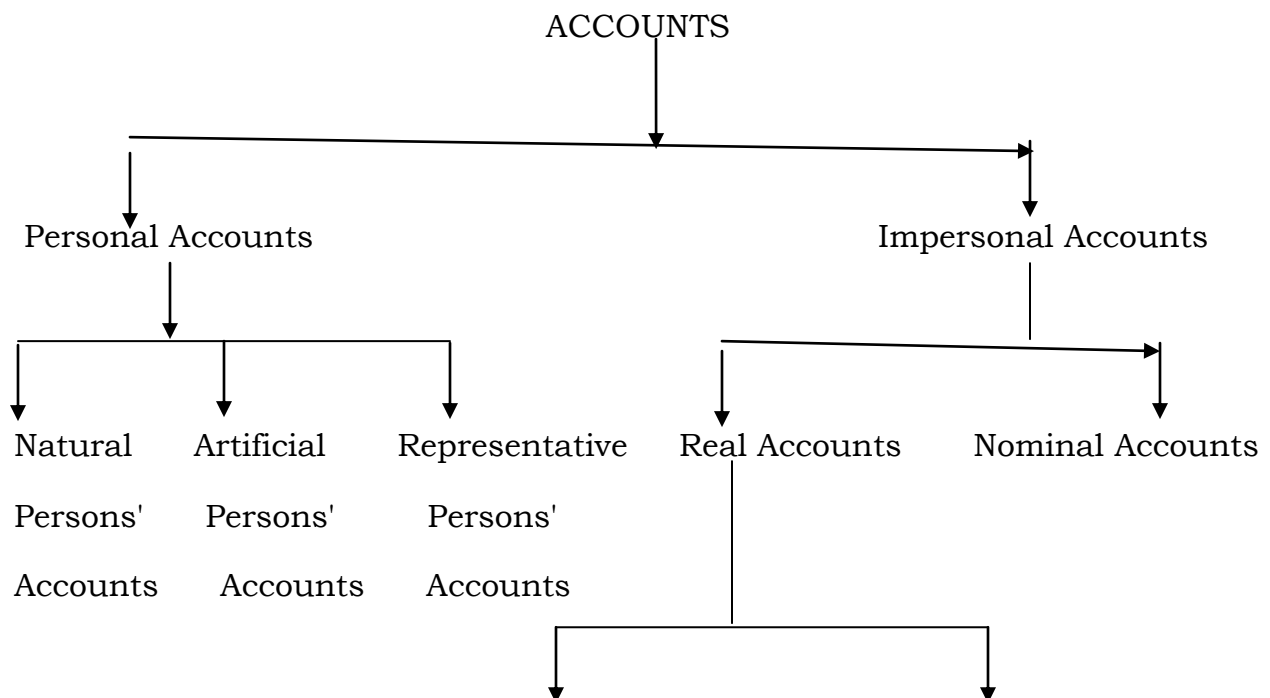 ACCOUNTS
Personal Accounts Impersonal Accounts
Natural Artificial Representative Real Accounts Nominal Accounts
Persons' Persons' Persons'
Accounts Accounts Accounts